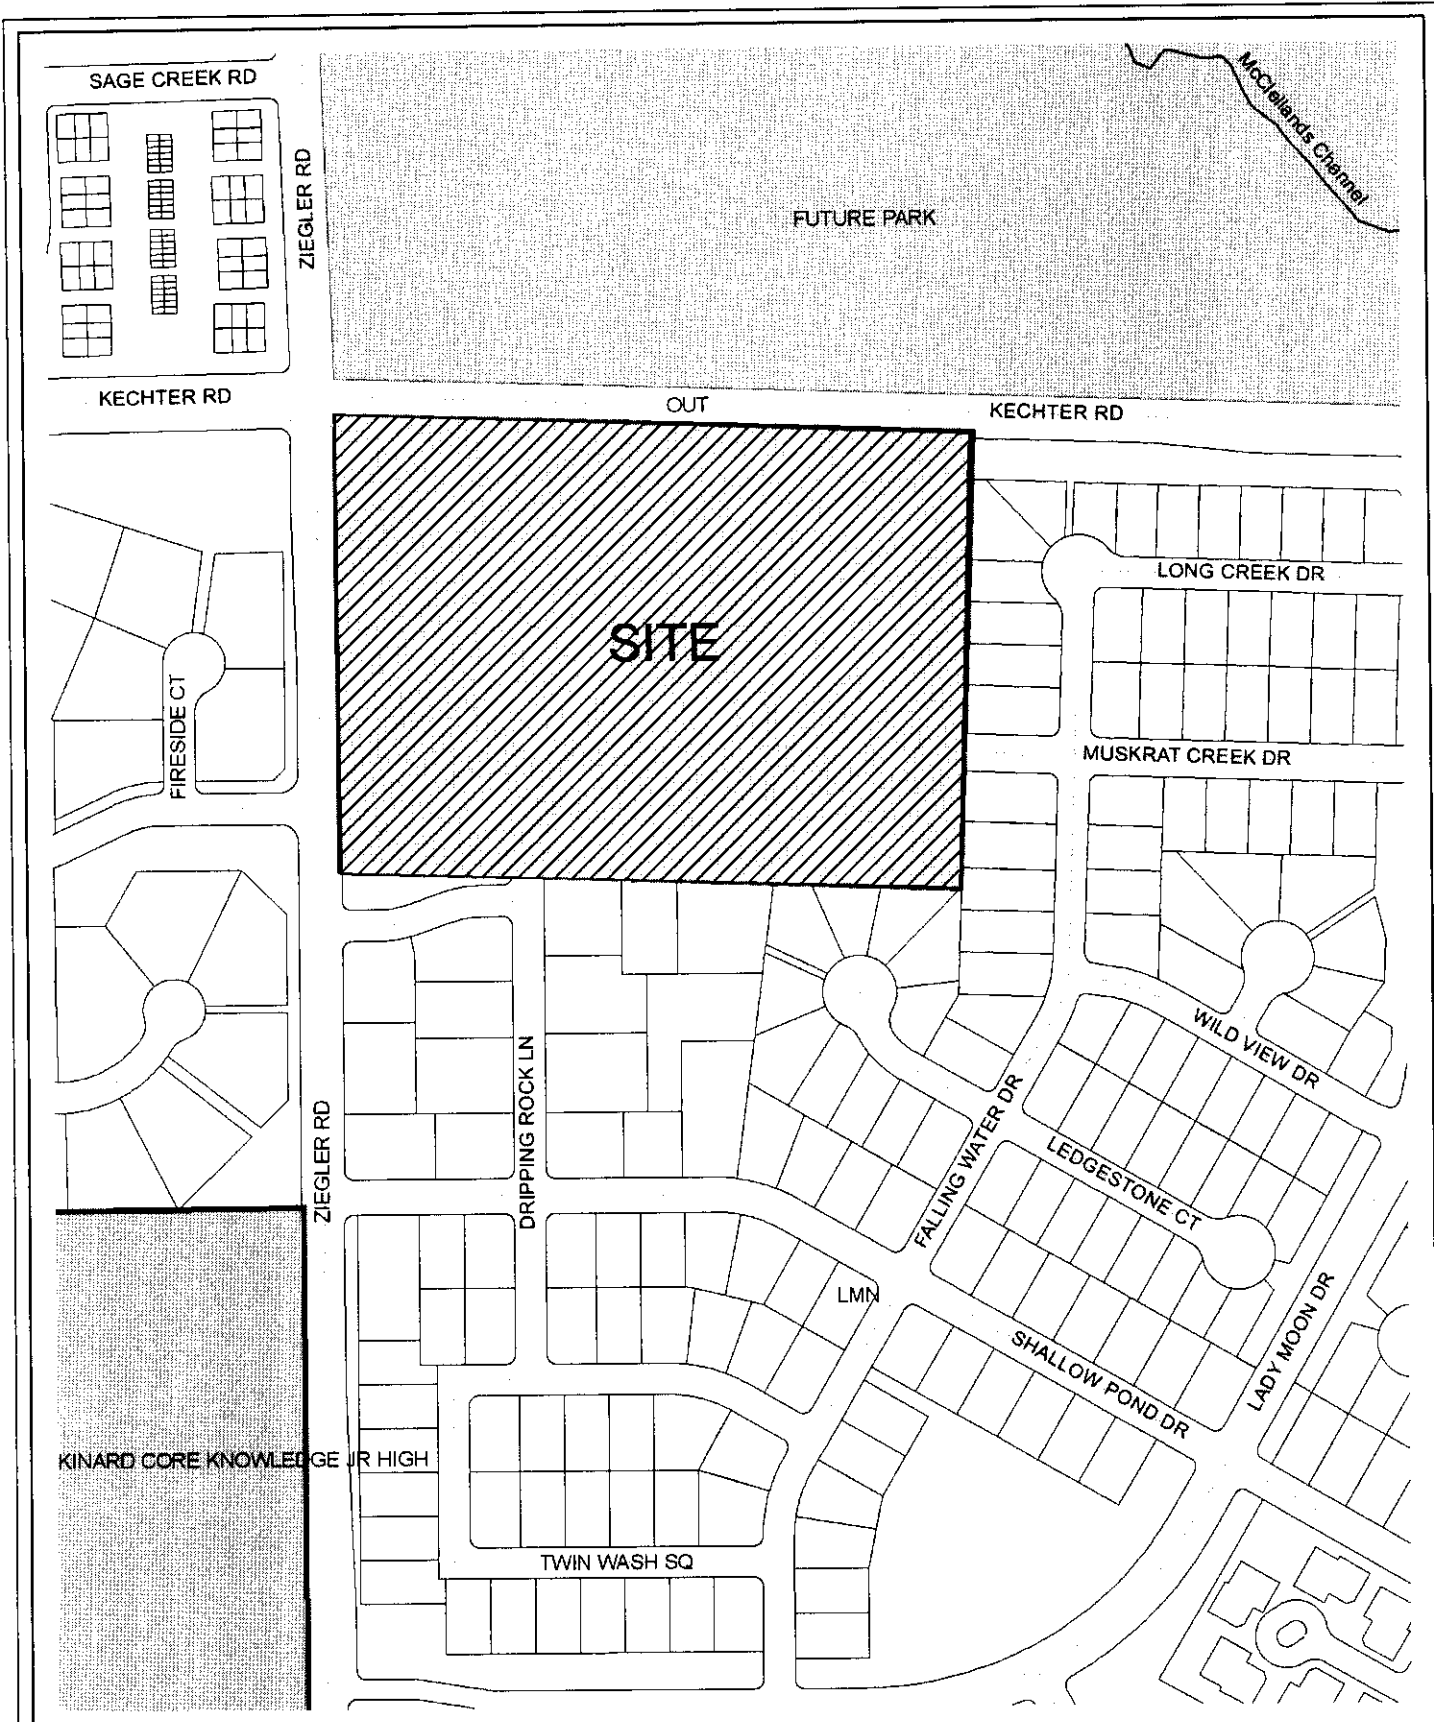 SAGE CREEK RD
McClellands Channel
ZIEGLER RD
FUTURE PARK
KECHTER RD
OUT
KECHTER RD
SITE
LONG CREEK DR
FIRESIDE CT
MUSKRAT CREEK DR
WILD VIEW DR
DRIPPING ROCK LN
ZIEGLER RD
FALLING WATER DR
LEDGESTONE CT
LMN
SHALLOW POND DR
LADY MOON DR
KINARD CORE KNOWLEDGE JR HIGH
TWIN WASH SQ